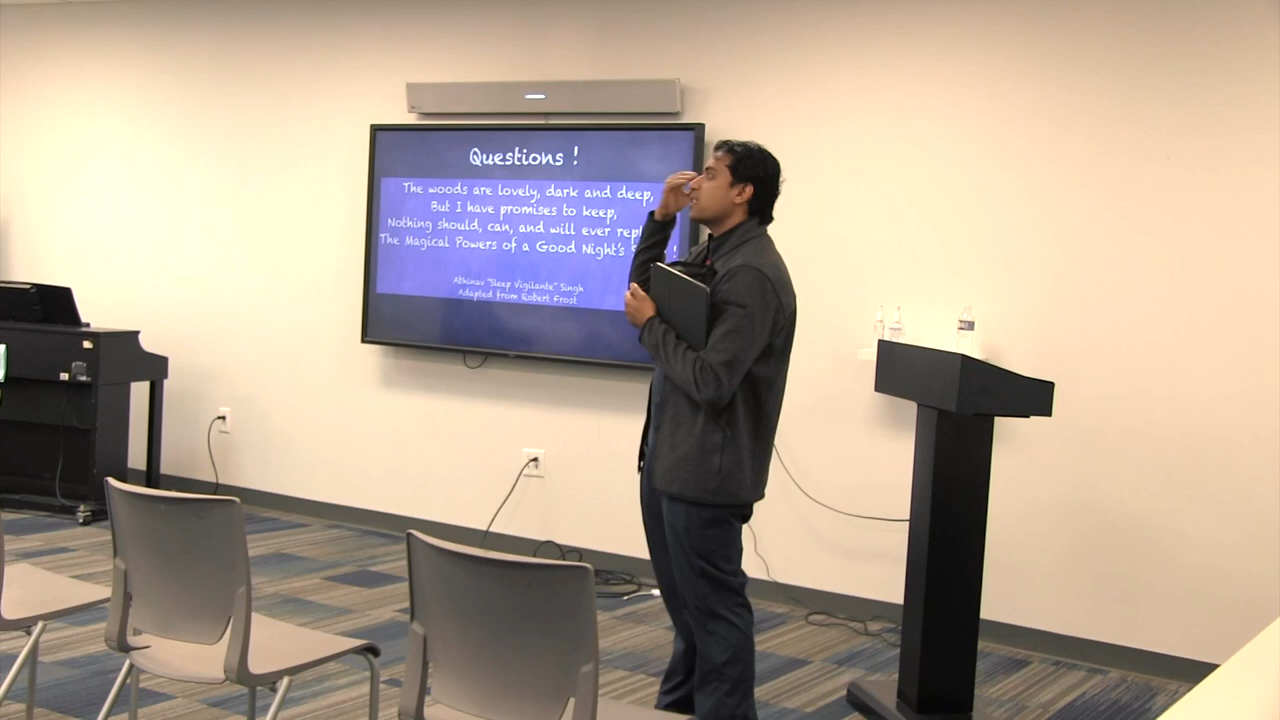 Questions !
The woods are lovely, dark and deep,
But I have promises to keep,
Nothing should, can, and will ever
The Magical Powers of a Good Night's !
Abhinav "Sleep Vigilante" Singh
Adapted from Robert Frost